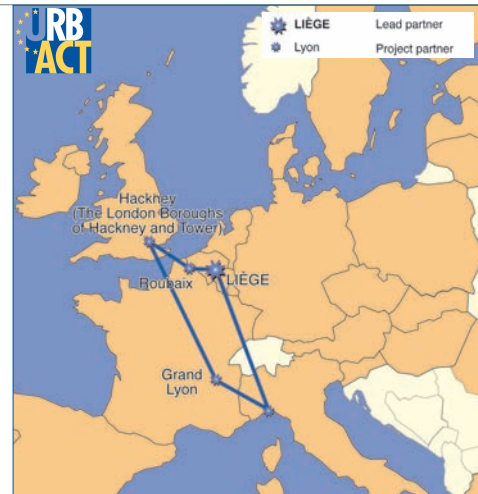 URB
ACT
LIÈGE Lead partner
Lyon Project partner
Hackney
(The London Boroughs
of Hackney and Tower)
Roubaix
LIÈGE
Grand
Lyon